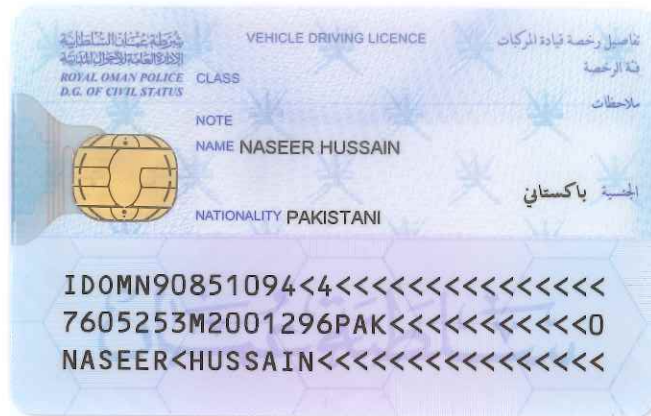 شرطة عمان السلطانية
الإدارة العامة للأحوال المدنية
ROYAL OMAN POLICE
D.G. OF CIVIL STATUS
VEHICLE DRIVING LICENCE
تفاصيل رخصة قيادة المركبات
CLASS
فئة الرخصة
NOTE
ملاحظات
NAME NASEER HUSSAIN
الجنسية باكستاني
NATIONALITY PAKISTANI
IDOMN90851094<4<<<<<<<<<<<<<<<
7605253M2001296PAK<<<<<<<<<<<0
NASEER<HUSSAIN<<<<<<<<<<<<<<<<